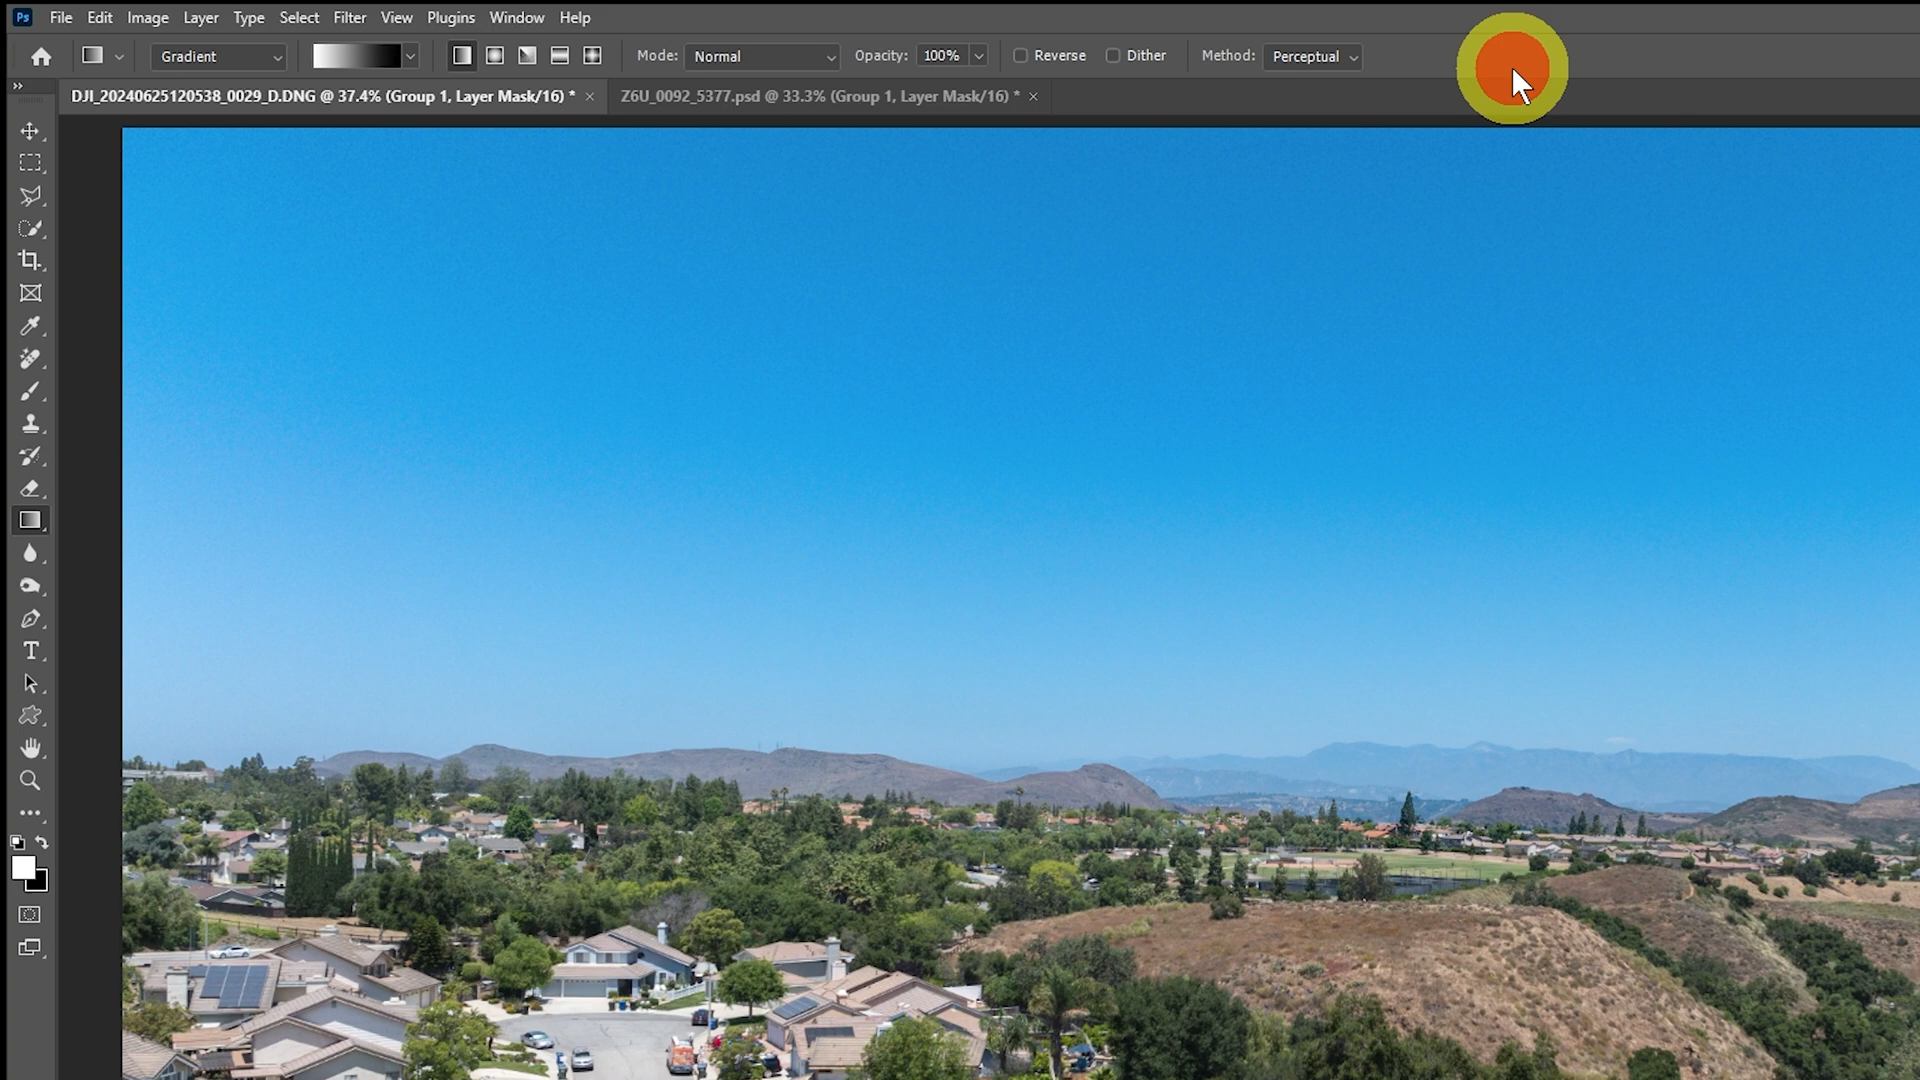 Ps File Edit Image Layer Type Select Filter View Plugins Window Help
Gradient Mode: Normal Opacity: 100% Reverse Dither Method: Perceptual
DJI_20240625120538_0029_D.DNG @ 37.4% (Group 1, Layer Mask/16) * × Z6U_0092_5377.psd @ 33.3% (Group 1, Layer Mask/16) * ×